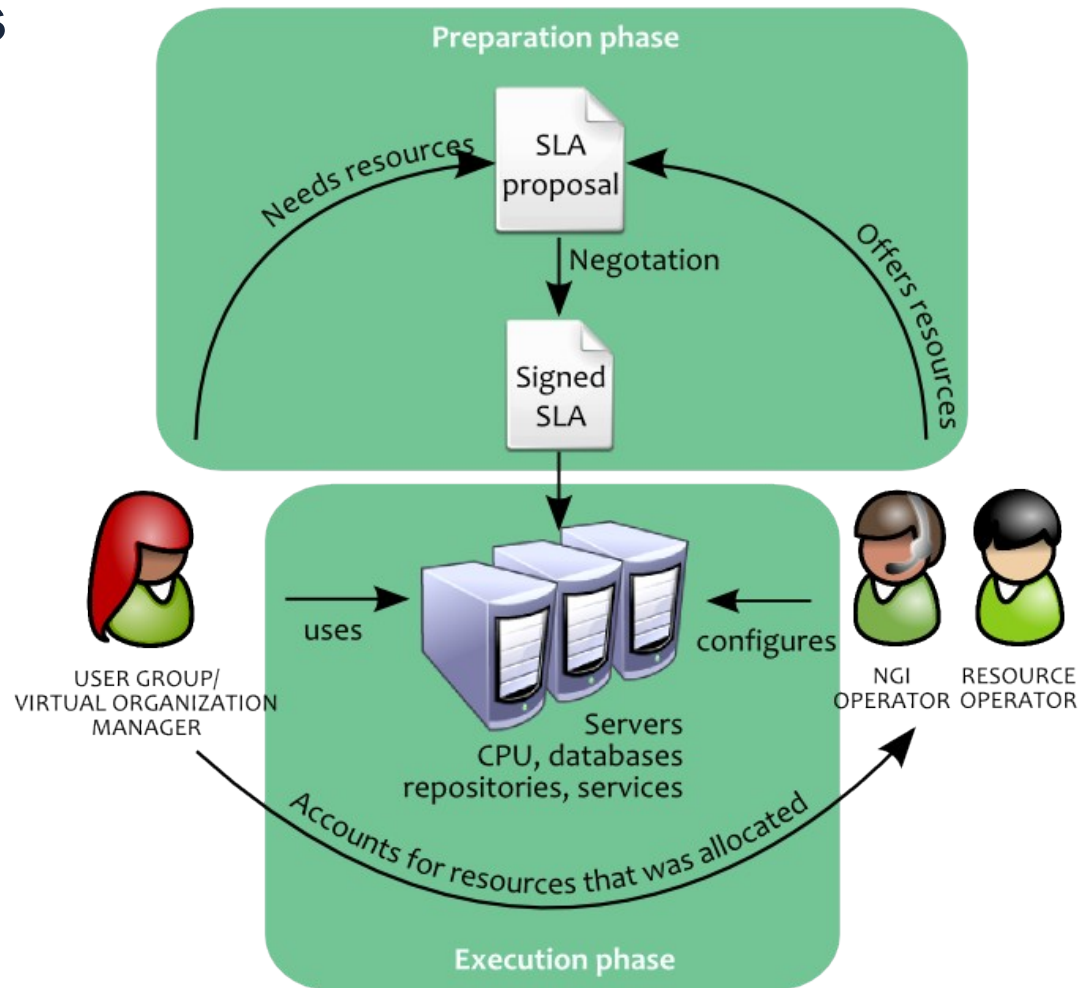 s
Preparation phase
SLA
proposal
Needs resources
Offers resources
Negotation
Signed
SLA
uses
configures
USER GROUP/
VIRTUAL ORGANIZATION
MANAGER
NGI
OPERATOR
RESOURCE
OPERATOR
Servers
CPU, databases
repositories, services
Accounts for resources that was allocated
Execution phase